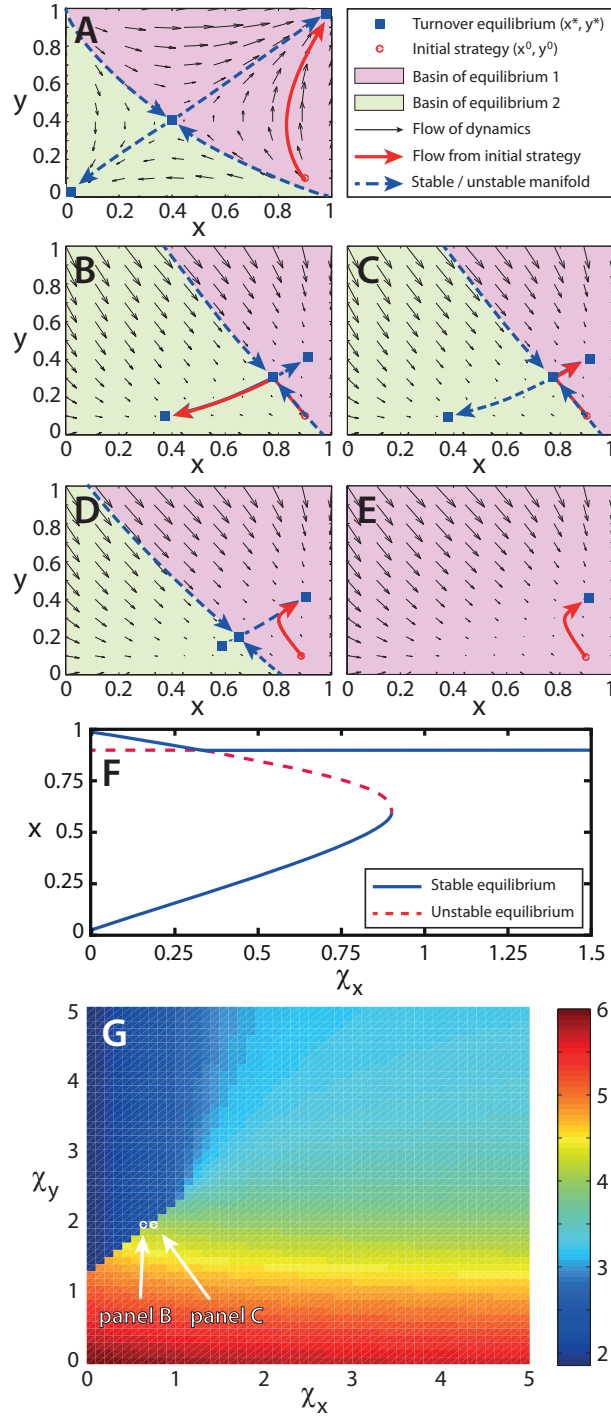 A
y
1
0.8
0.6
0.4
0.2
0
0 0.2 0.4 0.6 0.8 1
x
Turnover equilibrium (x*, y*)
Initial strategy (x⁰, y⁰)
Basin of equilibrium 1
Basin of equilibrium 2
Flow of dynamics
Flow from initial strategy
Stable / unstable manifold
B
y
1
0.8
0.6
0.4
0.2
0
0 0.2 0.4 0.6 0.8 1
x
C
0 0.2 0.4 0.6 0.8 1
x
D
y
1
0.8
0.6
0.4
0.2
0
0 0.2 0.4 0.6 0.8 1
x
E
0 0.2 0.4 0.6 0.8 1
x
F
x
1
0.75
0.5
0.25
0
0 0.25 0.5 0.75 1 1.25 1.5
χx
Stable equilibrium
Unstable equilibrium
G
χy
5
4
3
2
1
0
panel B panel C
0 1 2 3 4 5
χx
6
5
4
3
2